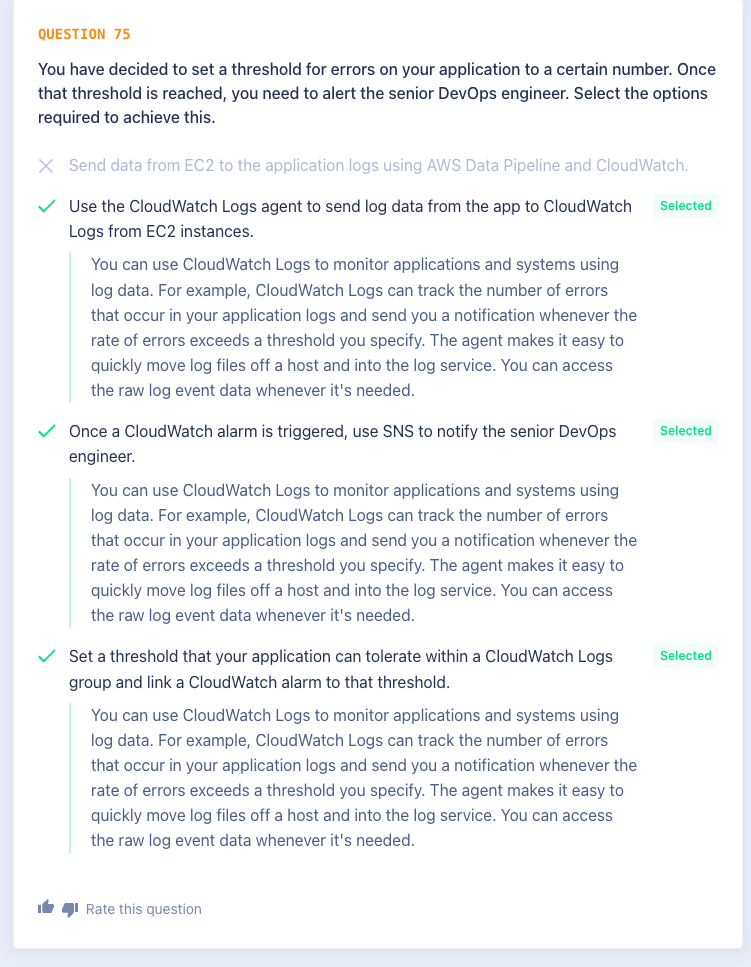 QUESTION 75
You have decided to set a threshold for errors on your application to a certain number. Once
that threshold is reached, you need to alert the senior DevOps engineer. Select the options
required to achieve this.
Send data from EC2 to the application logs using AWS Data Pipeline and CloudWatch.
Use the CloudWatch Logs agent to send log data from the app to CloudWatch
Selected
Logs from EC2 instances.
You can use CloudWatch Logs to monitor applications and systems using
log data. For example, CloudWatch Logs can track the number of errors
that occur in your application logs and send you a notification whenever the
rate of errors exceeds a threshold you specify. The agent makes it easy to
quickly move log files off a host and into the log service. You can access
the raw log event data whenever it's needed.
Once a CloudWatch alarm is triggered, use SNS to notify the senior DevOps
Selected
engineer.
You can use CloudWatch Logs to monitor applications and systems using
log data. For example, CloudWatch Logs can track the number of errors
that occur in your application logs and send you a notification whenever the
rate of errors exceeds a threshold you specify. The agent makes it easy to
quickly move log files off a host and into the log service. You can access
the raw log event data whenever it's needed.
Set a threshold that your application can tolerate within a CloudWatch Logs
Selected
group and link a CloudWatch alarm to that threshold.
You can use CloudWatch Logs to monitor applications and systems using
log data. For example, CloudWatch Logs can track the number of errors
that occur in your application logs and send you a notification whenever the
rate of errors exceeds a threshold you specify. The agent makes it easy to
quickly move log files off a host and into the log service. You can access
the raw log event data whenever it's needed.
Rate this question